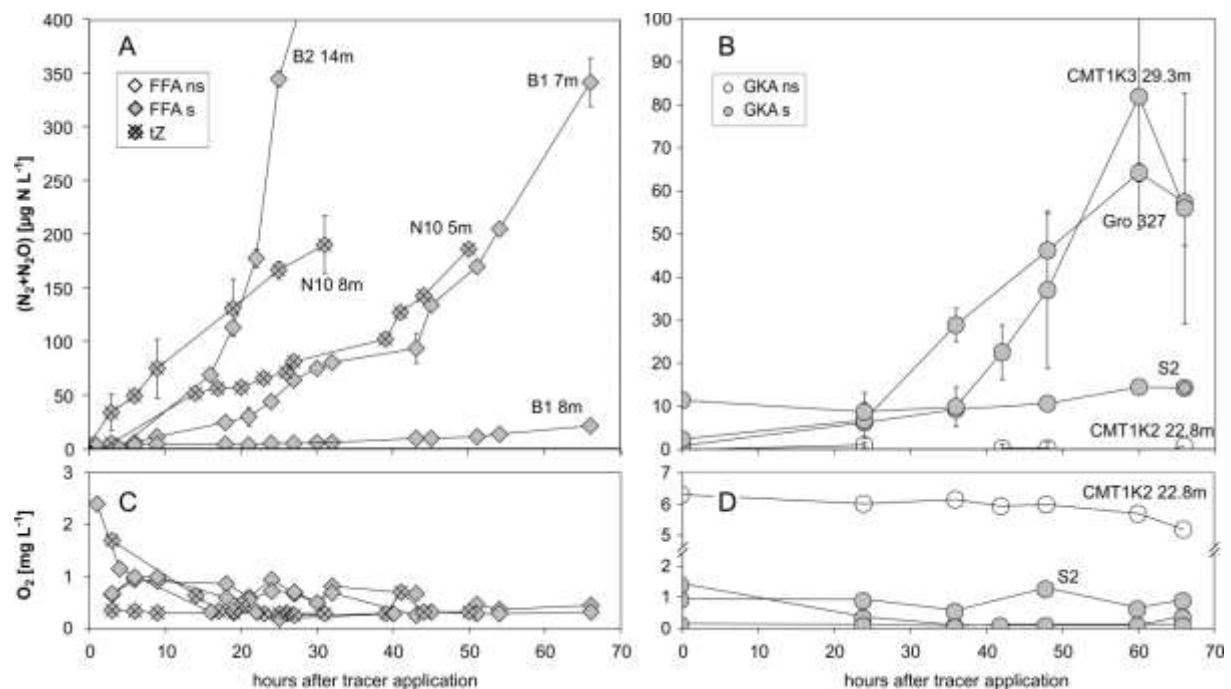 A
B2 14m
B1 7m
FFA ns
FFA s
tZ
N10 5m
N10 8m
B1 8m
(N₂+N₂O) [µg N L⁻¹]
400
350
300
250
200
150
100
50
0
B
CMT1K3 29.3m
GKA ns
GKA s
Gro 327
S2
CMT1K2 22.8m
100
90
80
70
60
50
40
30
20
10
0
C
O₂ [mg L⁻¹]
3
2
1
0
0 10 20 30 40 50 60 70
hours after tracer application
D
CMT1K2 22.8m
S2
7
6
5
2
1
0
0 10 20 30 40 50 60 70
hours after tracer application